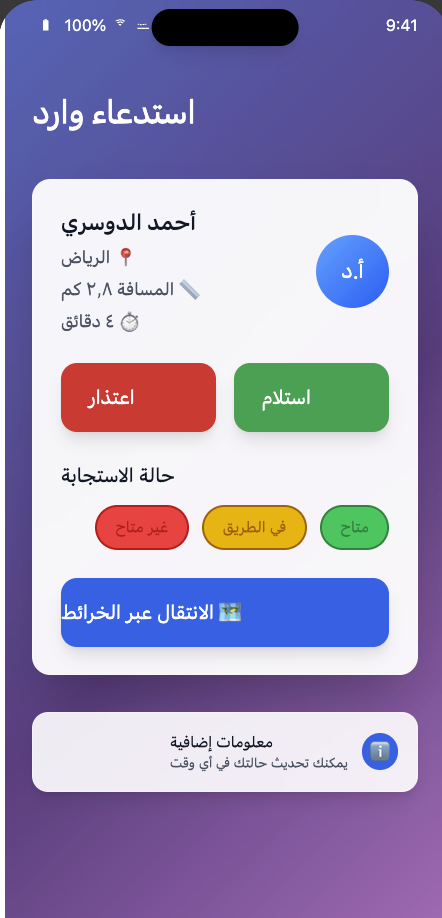 100%
9:41
استدعاء وارد
أحمد الدوسري
📍 الرياض
📏 المسافة ٢,٨ كم
⏱️ ٤ دقائق
أ.د
استلام
اعتذار
حالة الاستجابة
متاح
في الطريق
غير متاح
🗺️ الانتقال عبر الخرائط
ℹ️
معلومات إضافية
يمكنك تحديث حالتك في أي وقت